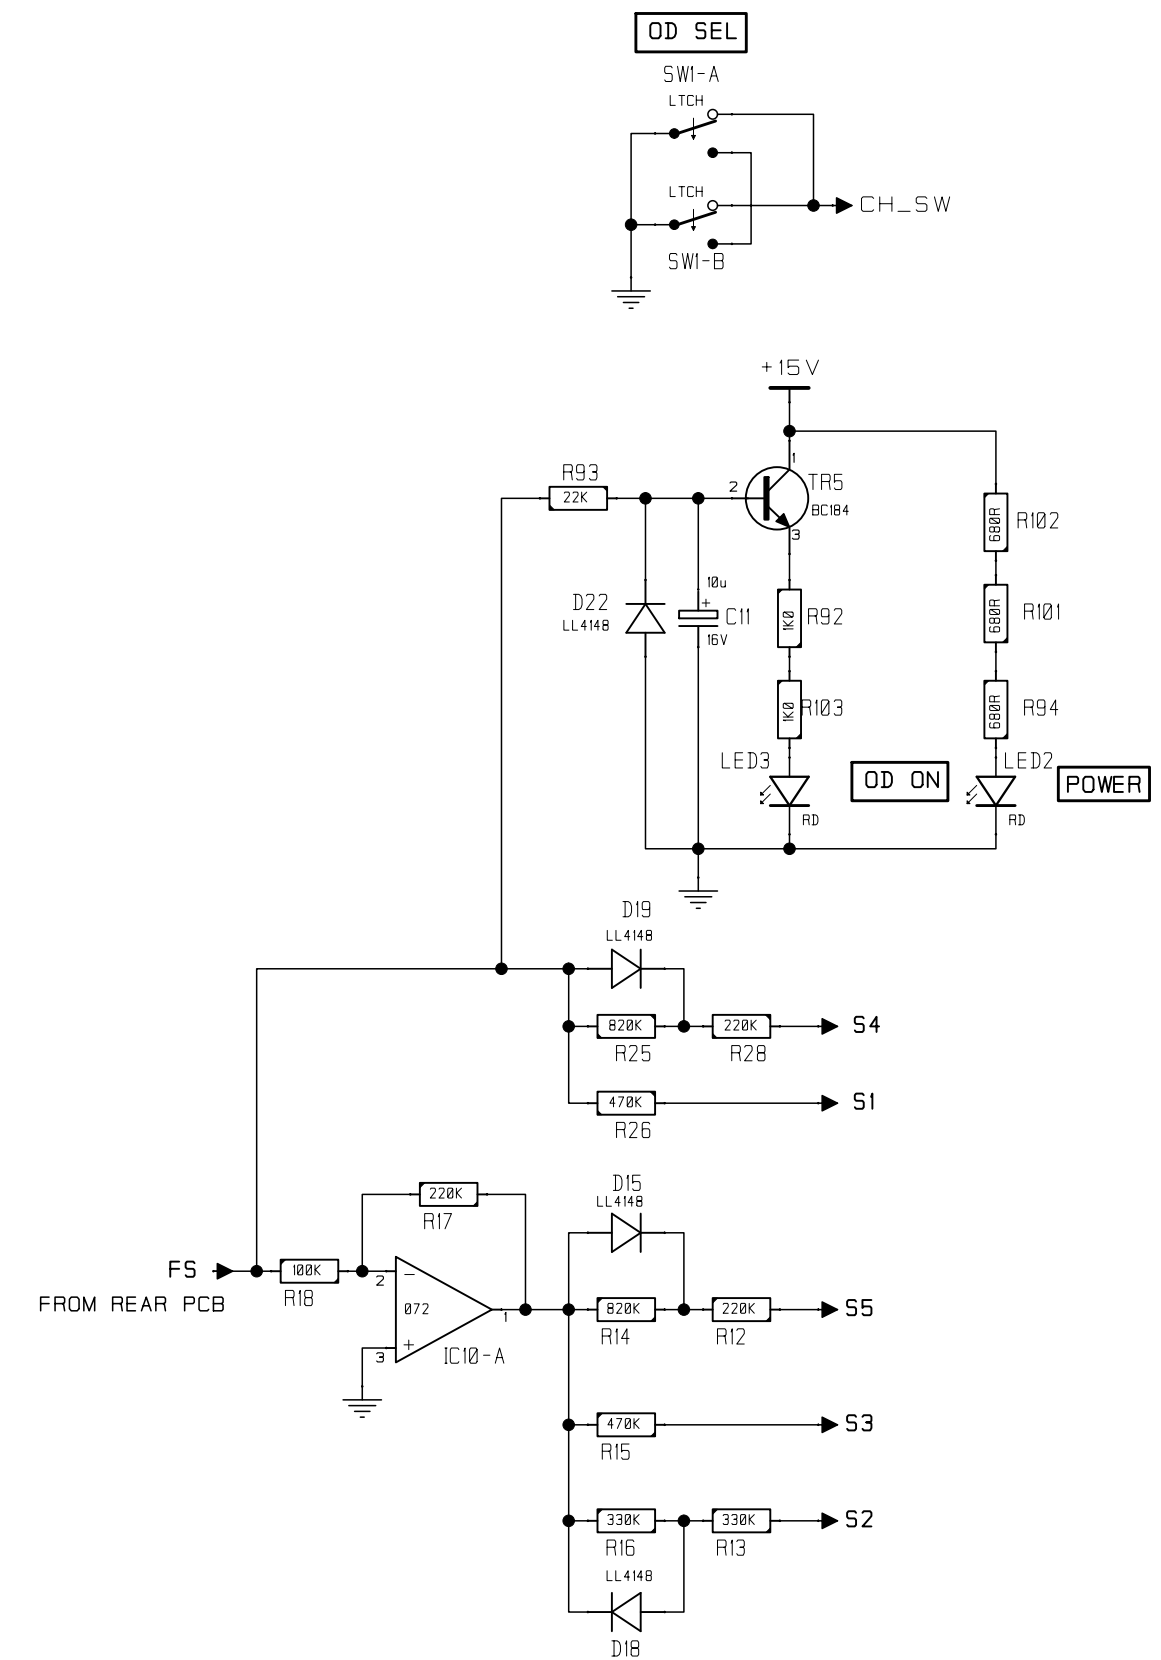 OD SEL
SW1-A
LTCH
LTCH
CH_SW
SW1-B
+15V
1
R93
22K
2
TR5
BC184
3
680R
R102
10u
+
D22
LL4148
C11
16V
1K0
R92
680R
R101
1K0
R103
680R
R94
LED3
OD ON
LED2
POWER
RD
RD
D19
LL4148
820K
220K
S4
R25
R28
470K
S1
R26
220K
R17
D15
LL4148
FS
100K
2
-
R18
FROM REAR PCB
072
1
+
3
IC10-A
820K
220K
S5
R14
R12
470K
S3
R15
330K
330K
S2
R16
R13
LL4148
D18